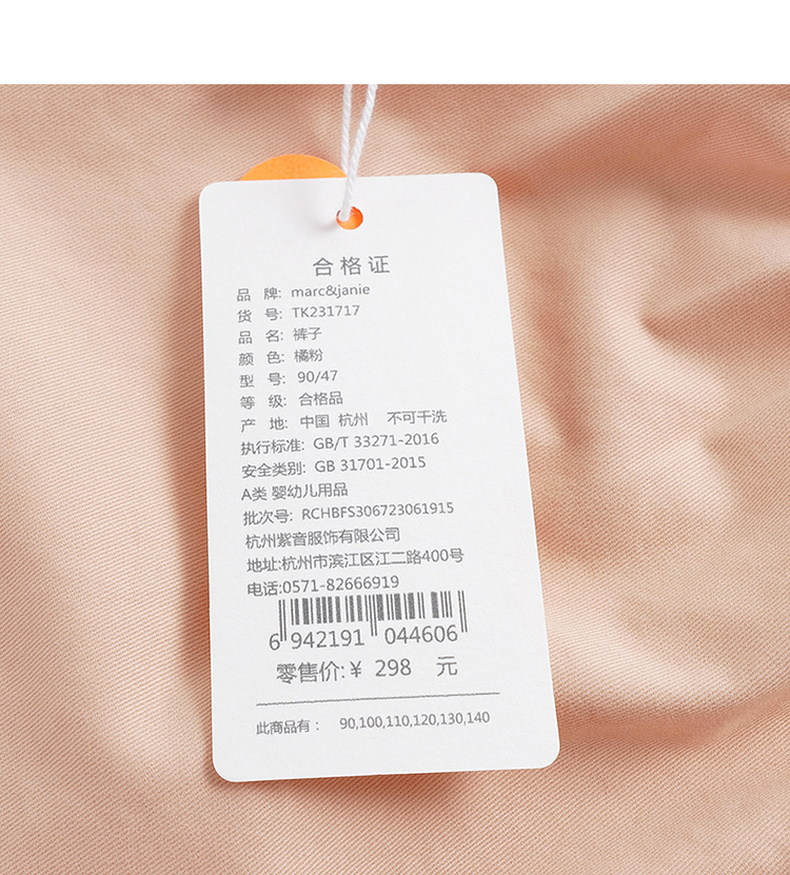 合格证
品 牌: marc&janie
货 号: TK231717
品 名: 裤子
颜 色: 橘粉
型 号: 90/47
等 级: 合格品
产 地: 中国 杭州 不可干洗
执行标准: GB/T 33271-2016
安全类别: GB 31701-2015
A类 婴幼儿用品
批次号: RCHBFS306723061915
杭州紫音服饰有限公司
地址:杭州市滨江区江二路400号
电话:0571-82666919
6 942191 044606
零售价:¥ 298 元
此商品有: 90,100,110,120,130,140